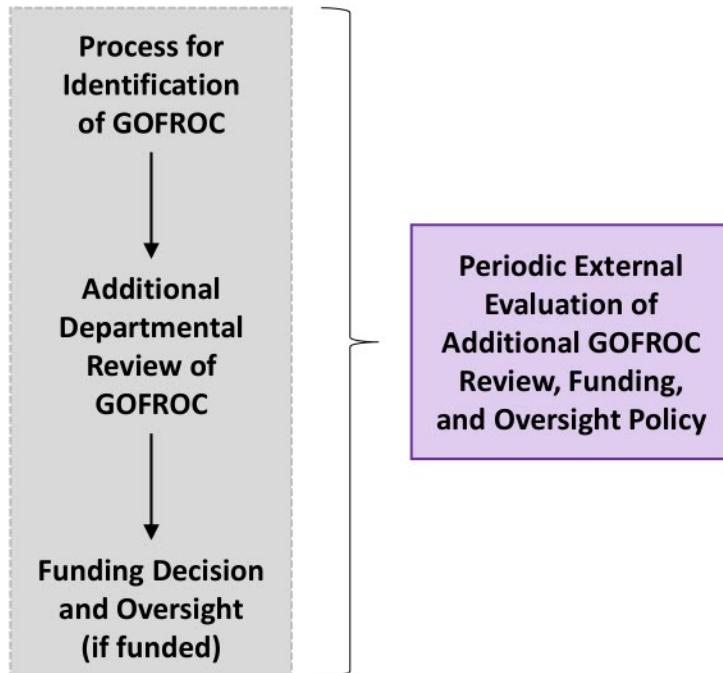 Process for
Identification
of GOFROC
Additional
Departmental
Review of
GOFROC
Funding Decision
and Oversight
(if funded)
Periodic External
Evaluation of
Additional GOFROC
Review, Funding,
and Oversight Policy